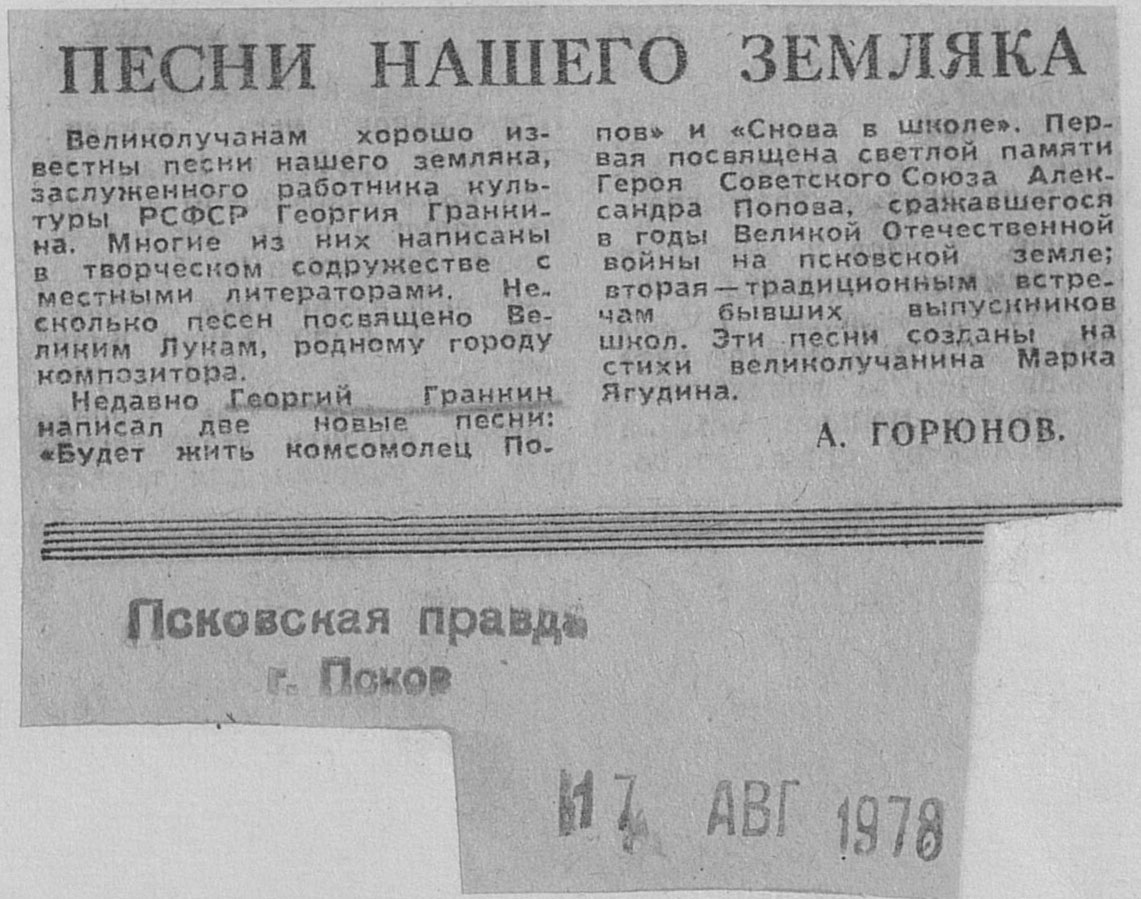 ПЕСНИ НАШЕГО ЗЕМЛЯКА
Великолучанам хорошо из-
вестны песни нашего земляка,
заслуженного работника куль-
туры РСФСР Георгия Гранки-
на. Многие из них написаны
в творческом содружестве с
местными литераторами. Не-
сколько песен посвящено Ве-
ликим Лукам, родному городу
композитора.
Недавно Георгий Гранкин
написал две новые песни:
«Будет жить комсомолец По-
пов» и «Снова в школе». Пер-
вая посвящена светлой памяти
Героя Советского Союза Алек-
сандра Попова, сражавшегося
в годы Великой Отечественной
войны на псковской земле;
вторая — традиционным встре-
чам бывших выпускников
школ. Эти песни созданы на
стихи великолучанина Марка
Ягудина.
А. ГОРЮНОВ.
Псковская правда
г. Псков
17 АВГ 1978